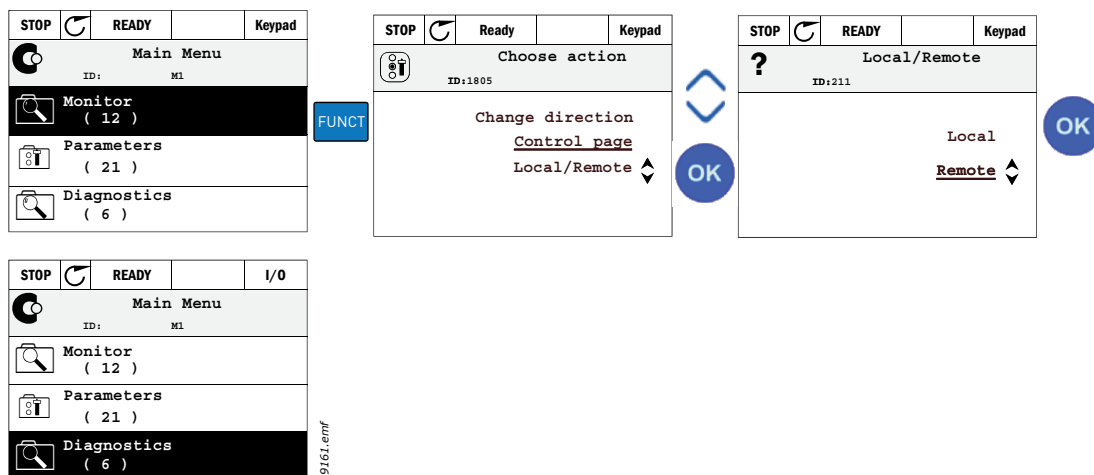 STOP READY Keypad
Main Menu
ID: M1
Monitor
( 12 )
Parameters
( 21 )
Diagnostics
( 6 )
FUNCT
STOP Ready Keypad
Choose action
ID:1805
Change direction
Control page
Local/Remote
OK
STOP READY Keypad
? Local/Remote
ID:211
Local
Remote
OK
STOP READY I/O
Main Menu
ID: M1
Monitor
( 12 )
Parameters
( 21 )
Diagnostics
( 6 )
9161.emf